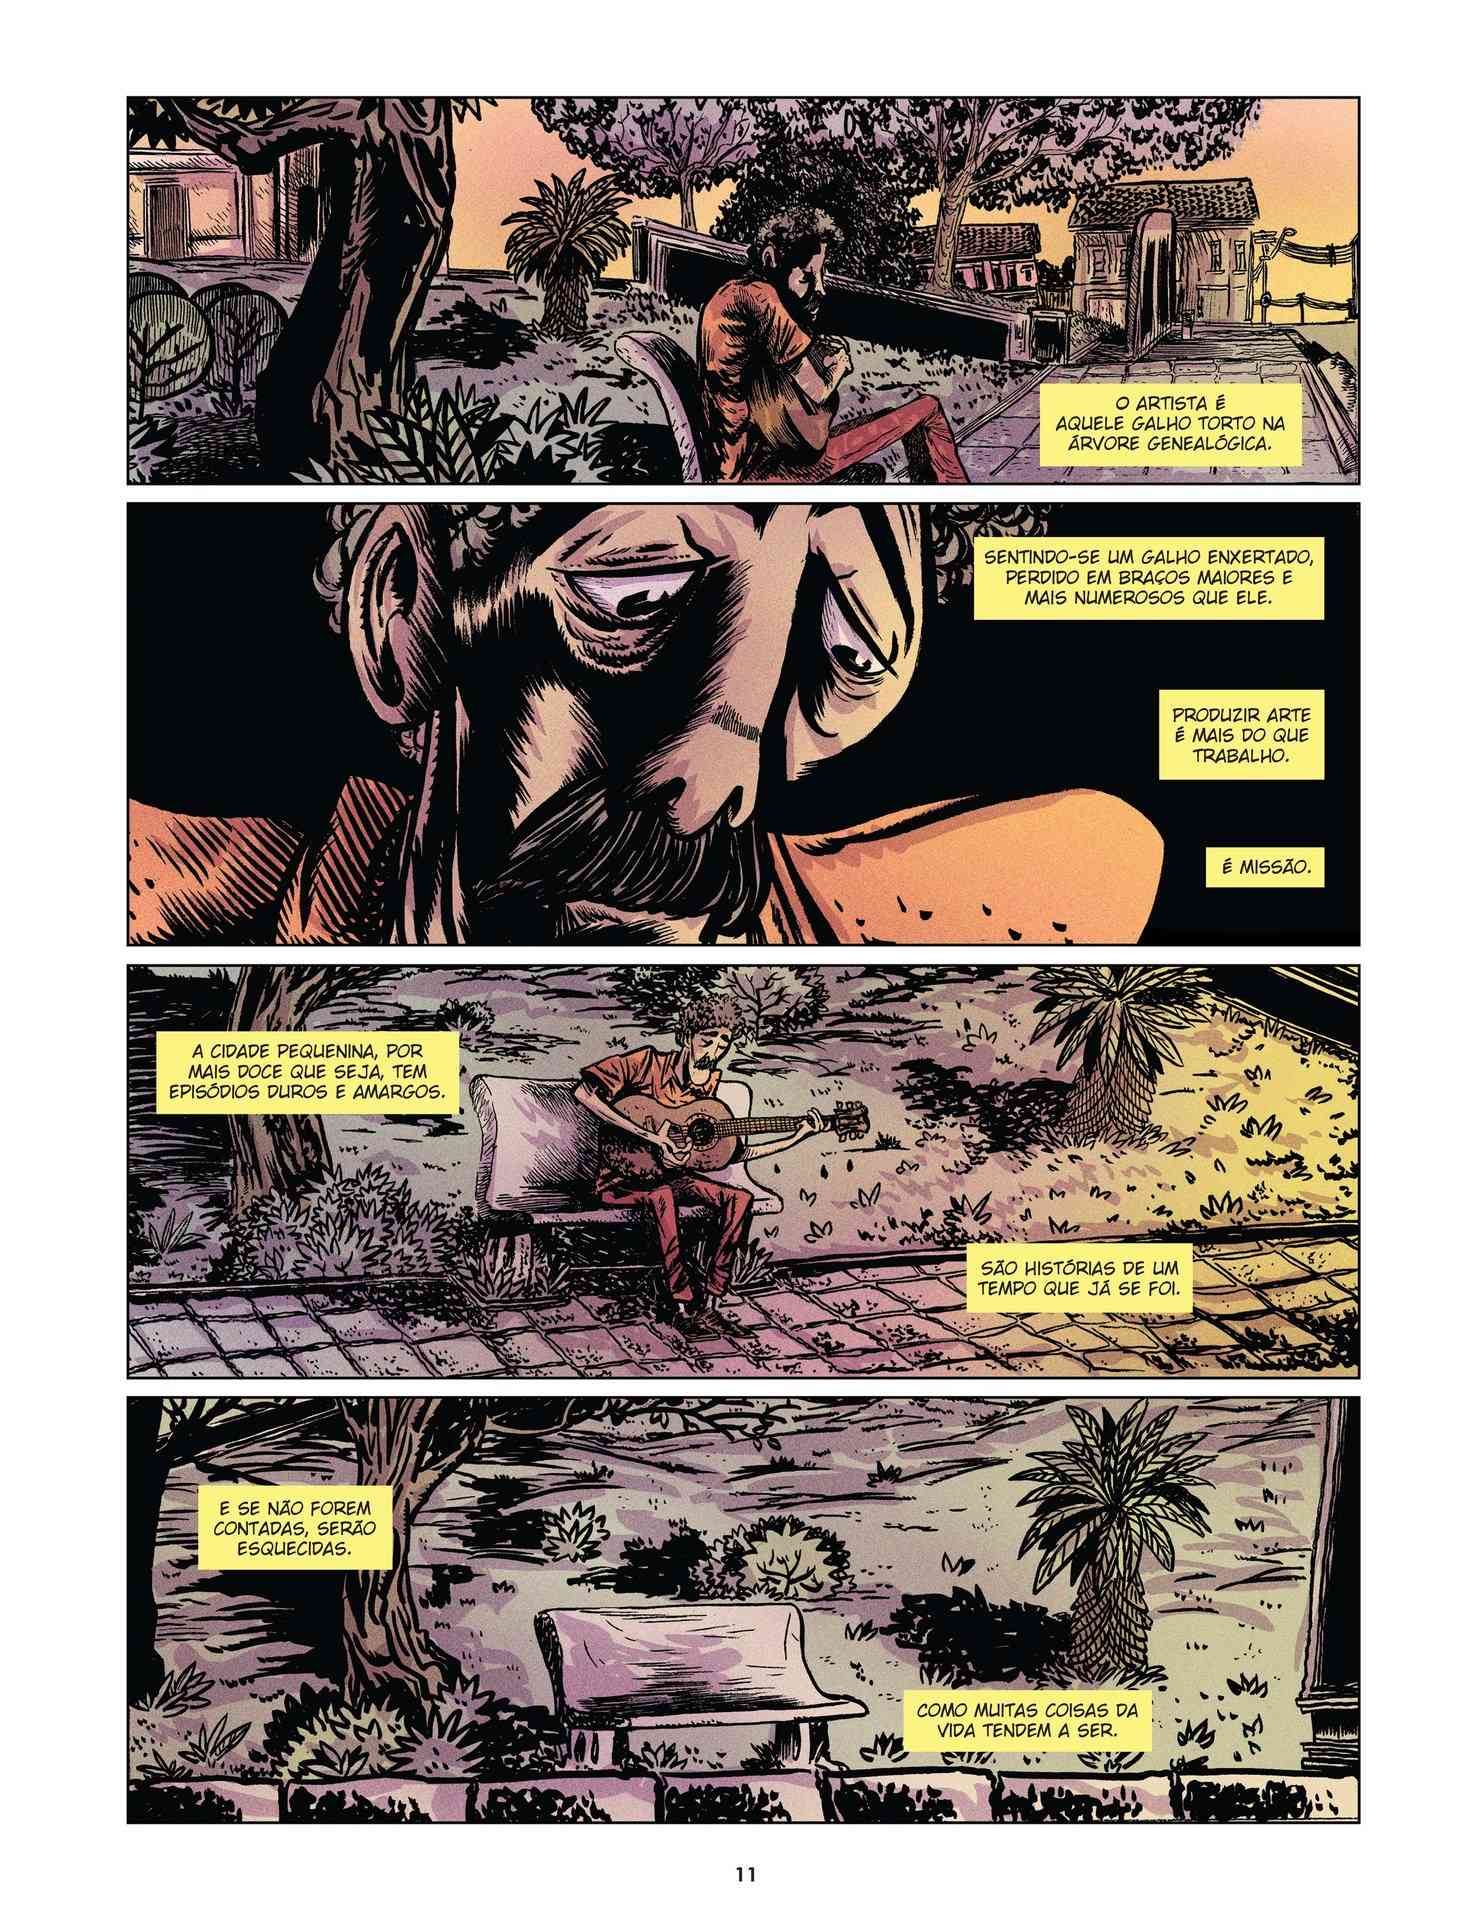 O ARTISTA É
AQUELE GALHO TORTO NA
ÁRVORE GENEALÓGICA.
SENTINDO-SE UM GALHO ENXERTADO,
PERDIDO EM BRAÇOS MAIORES E
MAIS NUMEROSOS QUE ELE.
PRODUZIR ARTE
É MAIS DO QUE
TRABALHO.
É MISSÃO.
A CIDADE PEQUENINA, POR
MAIS DOCE QUE SEJA, TEM
EPISÓDIOS DUROS E AMARGOS.
SÃO HISTÓRIAS DE UM
TEMPO QUE JÁ SE FOI.
E SE NÃO FOREM
CONTADAS, SERÃO
ESQUECIDAS.
COMO MUITAS COISAS DA
VIDA TENDEM A SER.
11